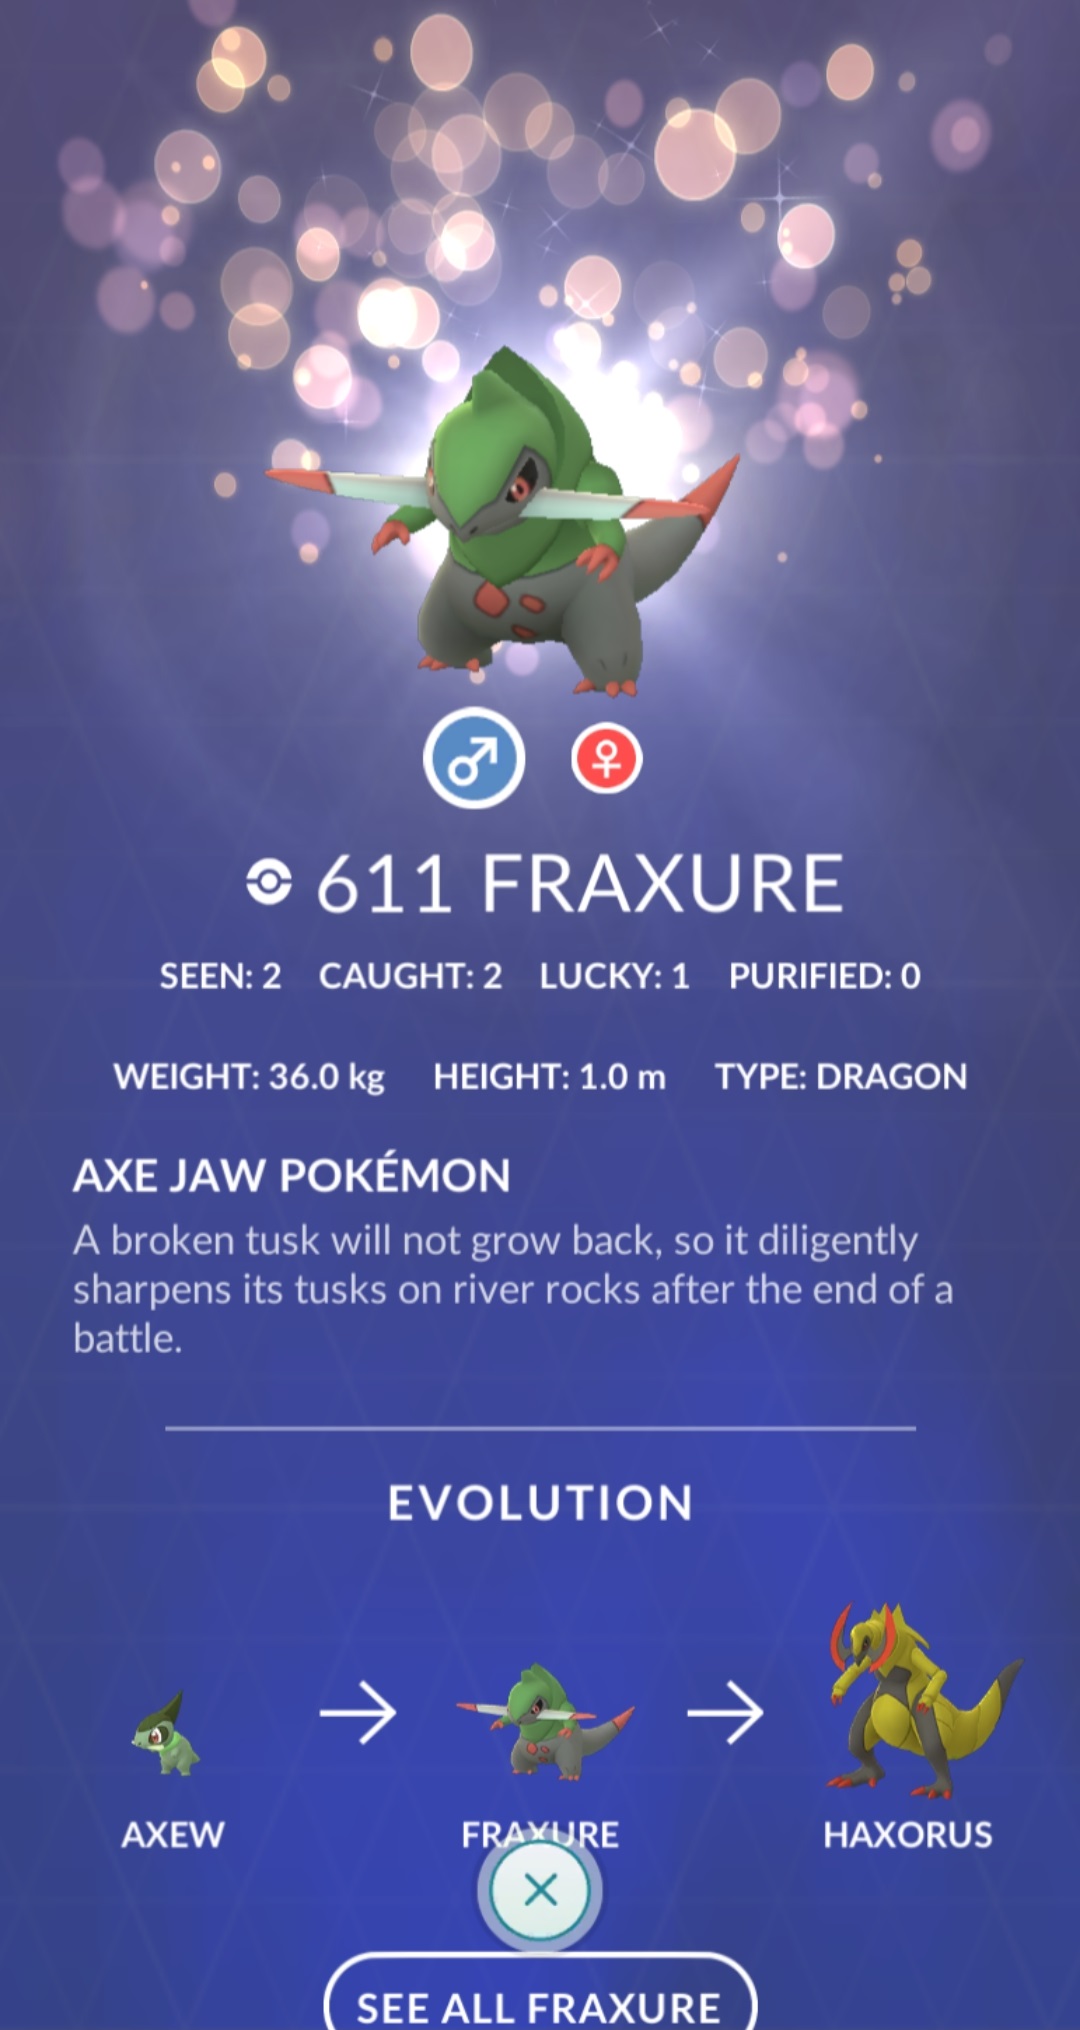 611 FRAXURE
SEEN: 2 CAUGHT: 2 LUCKY: 1 PURIFIED: 0
WEIGHT: 36.0 kg HEIGHT: 1.0 m TYPE: DRAGON
AXE JAW POKÉMON
A broken tusk will not grow back, so it diligently
sharpens its tusks on river rocks after the end of a
battle.
EVOLUTION
AXEW FRAXURE HAXORUS
SEE ALL FRAXURE